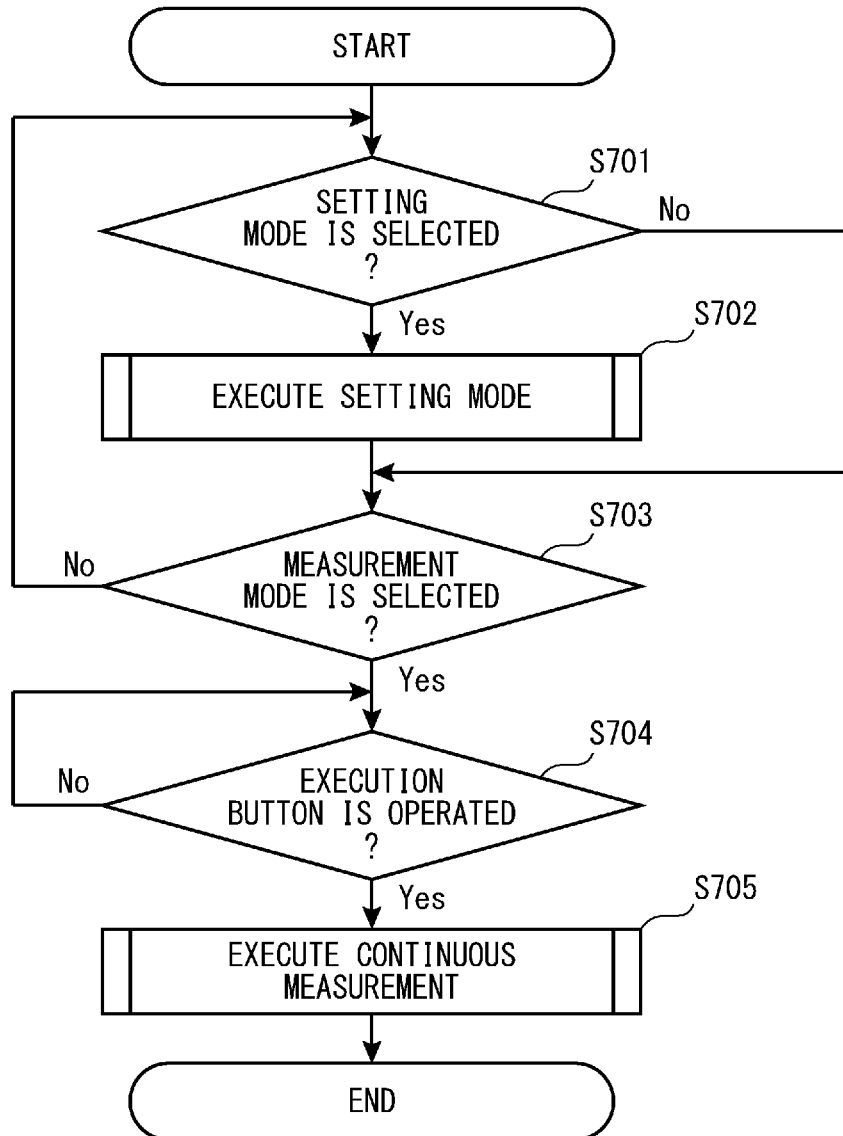 START
S701
SETTING
MODE IS SELECTED
?
No
Yes
S702
EXECUTE SETTING MODE
S703
MEASUREMENT
MODE IS SELECTED
?
No
Yes
S704
EXECUTION
BUTTON IS OPERATED
?
No
Yes
S705
EXECUTE CONTINUOUS
MEASUREMENT
END